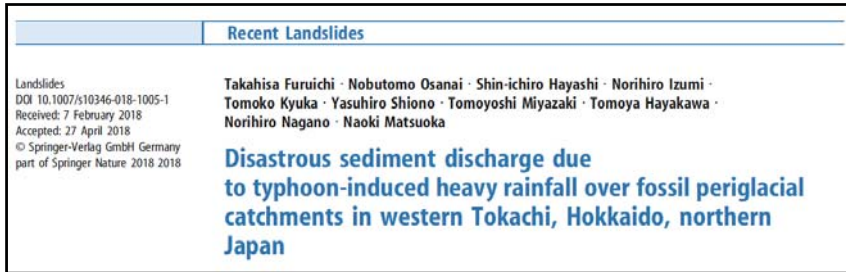 Recent Landslides
Landslides
DOI 10.1007/s10346-018-1005-1
Received: 7 February 2018
Accepted: 27 April 2018
© Springer-Verlag GmbH Germany
part of Springer Nature 2018 2018
Takahisa Furuichi · Nobutomo Osanai · Shin-ichiro Hayashi · Norihiro Izumi ·
Tomoko Kyuka · Yasuhiro Shiono · Tomoyoshi Miyazaki · Tomoya Hayakawa ·
Norihiro Nagano · Naoki Matsuoka
Disastrous sediment discharge due
to typhoon-induced heavy rainfall over fossil periglacial
catchments in western Tokachi, Hokkaido, northern
Japan